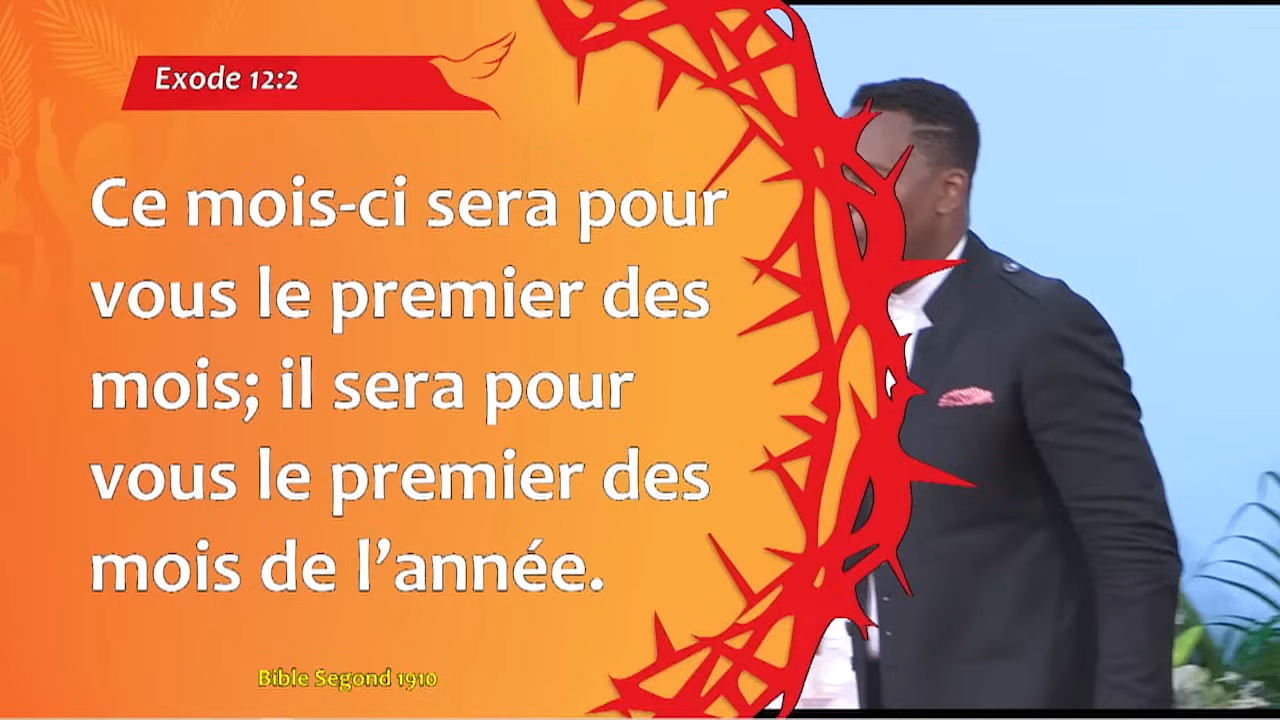 Exode 12:2
Ce mois-ci sera pour
vous le premier des
mois; il sera pour
vous le premier des
mois de l’année.
Bible Segond 1910